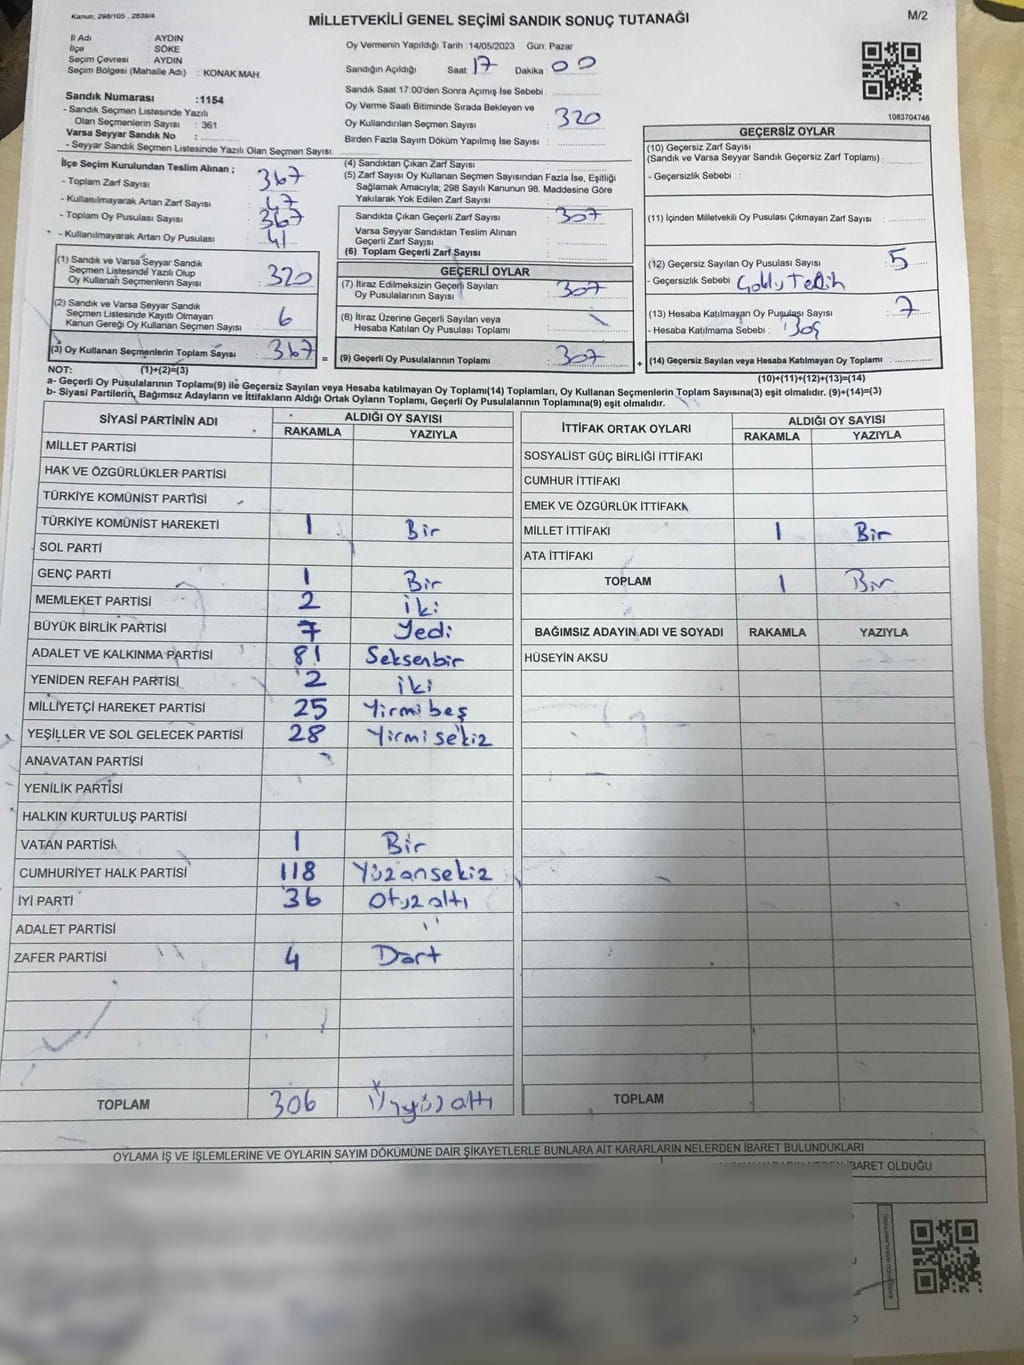 Kanun; 298/105 , 2839/4
MİLLETVEKİLİ GENEL SEÇİMİ SANDIK SONUÇ TUTANAĞI
M/2
İl Adı : AYDIN
İlçe : SÖKE
Seçim Çevresi : AYDIN
Seçim Bölgesi (Mahalle Adı) : KONAK MAH.
Sandık Numarası :1154
- Sandık Seçmen Listesinde Yazılı
Olan Seçmenlerin Sayısı : 361
Varsa Seyyar Sandık No :
- Seyyar Sandık Seçmen Listesinde Yazılı Olan Seçmen Sayısı:
Oy Vermenin Yapıldığı Tarih : 14/05/2023 Gün: Pazar
Sandığın Açıldığı Saat : 17 Dakika : 00
Sandık Saat 17:00'den Sonra Açımış İse Sebebi :
Oy Verme Saati Bitiminde Sırada Bekleyen ve
Oy Kullandırılan Seçmen Sayısı : 320
Birden Fazla Sayım Döküm Yapılmış İse Sayısı :
1083704746
İlçe Seçim Kurulundan Teslim Alınan ;
- Toplam Zarf Sayısı : 367
- Kullanılmayarak Artan Zarf Sayısı : 47
- Toplam Oy Pusulası Sayısı : 367
- Kullanılmayarak Artan Oy Pusulası : 41
(1) Sandık ve Varsa Seyyar Sandık
Seçmen Listesinde Yazılı Olup
Oy Kullanan Seçmenlerin Sayısı : 320
(2) Sandık ve Varsa Seyyar Sandık
Seçmen Listesinde Kayıtlı Olmayan
Kanun Gereği Oy Kullanan Seçmen Sayısı : 6
(3) Oy Kullanan Seçmenlerin Toplam Sayısı : 367
(4) Sandıktan Çıkan Zarf Sayısı :
(5) Zarf Sayısı Oy Kullanan Seçmen Sayısından Fazla İse, Eşitliği
Sağlamak Amacıyla; 298 Sayılı Kanunun 98. Maddesine Göre
Yakılarak Yok Edilen Zarf Sayısı :
Sandıkta Çıkan Geçerli Zarf Sayısı : 307
Varsa Seyyar Sandıktan Teslim Alınan
Geçerli Zarf Sayısı :
(6) Toplam Geçerli Zarf Sayısı :
GEÇERLİ OYLAR
(7) İtiraz Edilmeksizin Geçerli Sayılan
Oy Pusulalarının Sayısı : 307
(8) İtiraz Üzerine Geçerli Sayılan veya
Hesaba Katılan Oy Pusulası Toplamı :
= (9) Geçerli Oy Pusulalarının Toplamı : 307 +
GEÇERSİZ OYLAR
(10) Geçersiz Zarf Sayısı
(Sandık ve Varsa Seyyar Sandık Geçersiz Zarf Toplamı) :
- Geçersizlik Sebebi :
(11) İçinden Milletvekili Oy Pusulası Çıkmayan Zarf Sayısı :
(12) Geçersiz Sayılan Oy Pusulası Sayısı : 5
- Geçersizlik Sebebi :
(13) Hesaba Katılmayan Oy Pusulası Sayısı : 7
- Hesaba Katılmama Sebebi : Boş
(14) Geçersiz Sayılan veya Hesaba Katılmayan Oy Toplamı :
NOT: (1)+(2)=(3)
(10)+(11)+(12)+(13)=(14)
a- Geçerli Oy Pusulalarının Toplamı(9) ile Geçersiz Sayılan veya Hesaba katılmayan Oy Toplamı(14) Toplamları, Oy Kullanan Seçmenlerin Toplam Sayısına(3) eşit olmalıdır. (9)+(14)=(3)
b- Siyasi Partilerin, Bağımsız Adayların ve İttifakların Aldığı Ortak Oyların Toplamı, Geçerli Oy Pusulalarının Toplamına(9) eşit olmalıdır.
SİYASİ PARTİNİN ADI ALDIĞI OY SAYISI
RAKAMLA YAZIYLA
MİLLET PARTİSİ
HAK VE ÖZGÜRLÜKLER PARTİSİ
TÜRKİYE KOMÜNİST PARTİSİ
TÜRKİYE KOMÜNİST HAREKETİ 1 Bir
SOL PARTİ
GENÇ PARTİ 1 Bir
MEMLEKET PARTİSİ 2 iki
BÜYÜK BİRLİK PARTİSİ 7 Yedi
ADALET VE KALKINMA PARTİSİ 81 Seksenbir
YENİDEN REFAH PARTİSİ 2 iki
MİLLİYETÇİ HAREKET PARTİSİ 25 Yirmi beş
YEŞİLLER VE SOL GELECEK PARTİSİ 28 Yirmi sekiz
ANAVATAN PARTİSİ
YENİLİK PARTİSİ
HALKIN KURTULUŞ PARTİSİ
VATAN PARTİSİ 1 Bir
CUMHURİYET HALK PARTİSİ 118 Yüzonsekiz
İYİ PARTİ 36 Otuzaltı
ADALET PARTİSİ
ZAFER PARTİSİ 4 Dört
TOPLAM 306 Üçyüz altı
İTTİFAK ORTAK OYLARI ALDIĞI OY SAYISI
RAKAMLA YAZIYLA
SOSYALİST GÜÇ BİRLİĞİ İTTİFAKI
CUMHUR İTTİFAKI
EMEK VE ÖZGÜRLÜK İTTİFAKI
MİLLET İTTİFAKI 1 Bir
ATA İTTİFAKI
TOPLAM 1 Bir
BAĞIMSIZ ADAYIN ADI VE SOYADI RAKAMLA YAZIYLA
HÜSEYİN AKSU
TOPLAM
OYLAMA İŞ VE İŞLEMLERİNE VE OYLARIN SAYIM DÖKÜMÜNE DAİR ŞİKAYETLERLE BUNLARA AİT KARARLARIN NELERDEN İBARET BULUNDUKLARI
İBARET OLDUĞU